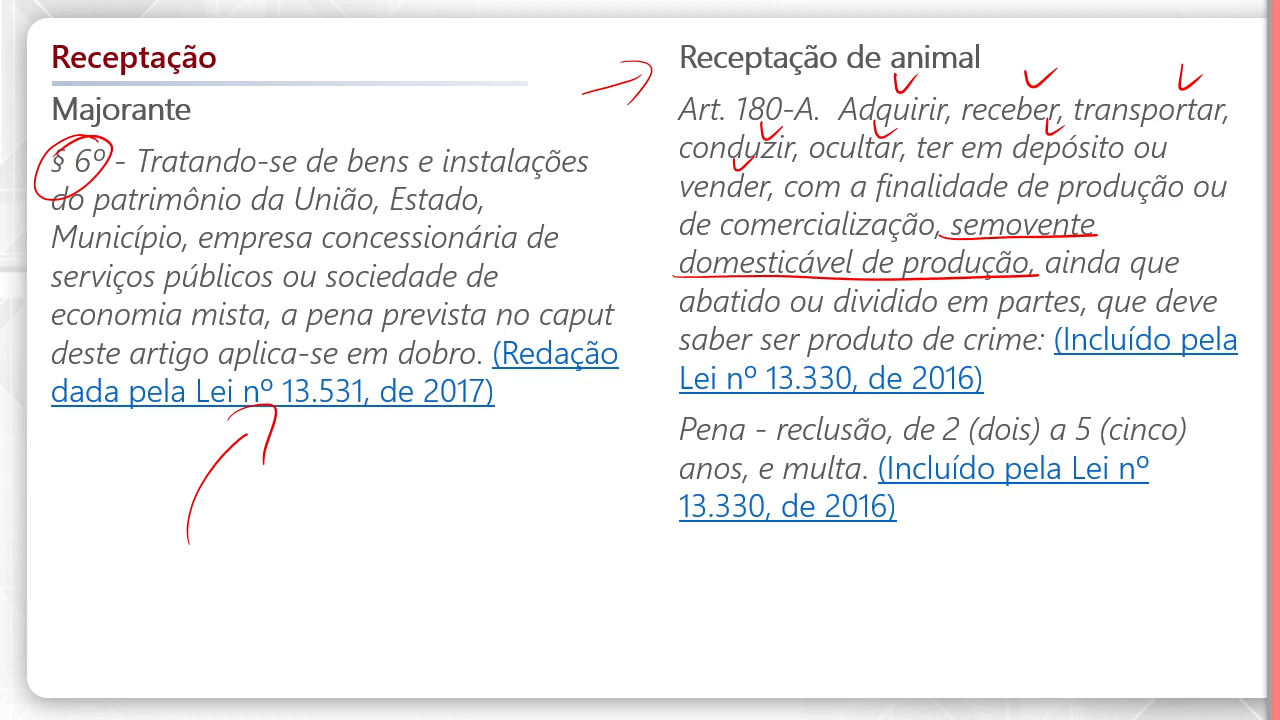 Receptação
Majorante
§ 6º - Tratando-se de bens e instalações
do patrimônio da União, Estado,
Município, empresa concessionária de
serviços públicos ou sociedade de
economia mista, a pena prevista no caput
deste artigo aplica-se em dobro. (Redação
dada pela Lei nº 13.531, de 2017)
Receptação de animal
Art. 180-A.  Adquirir, receber, transportar,
conduzir, ocultar, ter em depósito ou
vender, com a finalidade de produção ou
de comercialização, semovente
domesticável de produção, ainda que
abatido ou dividido em partes, que deve
saber ser produto de crime: (Incluído pela
Lei nº 13.330, de 2016)
Pena - reclusão, de 2 (dois) a 5 (cinco)
anos, e multa. (Incluído pela Lei nº
13.330, de 2016)